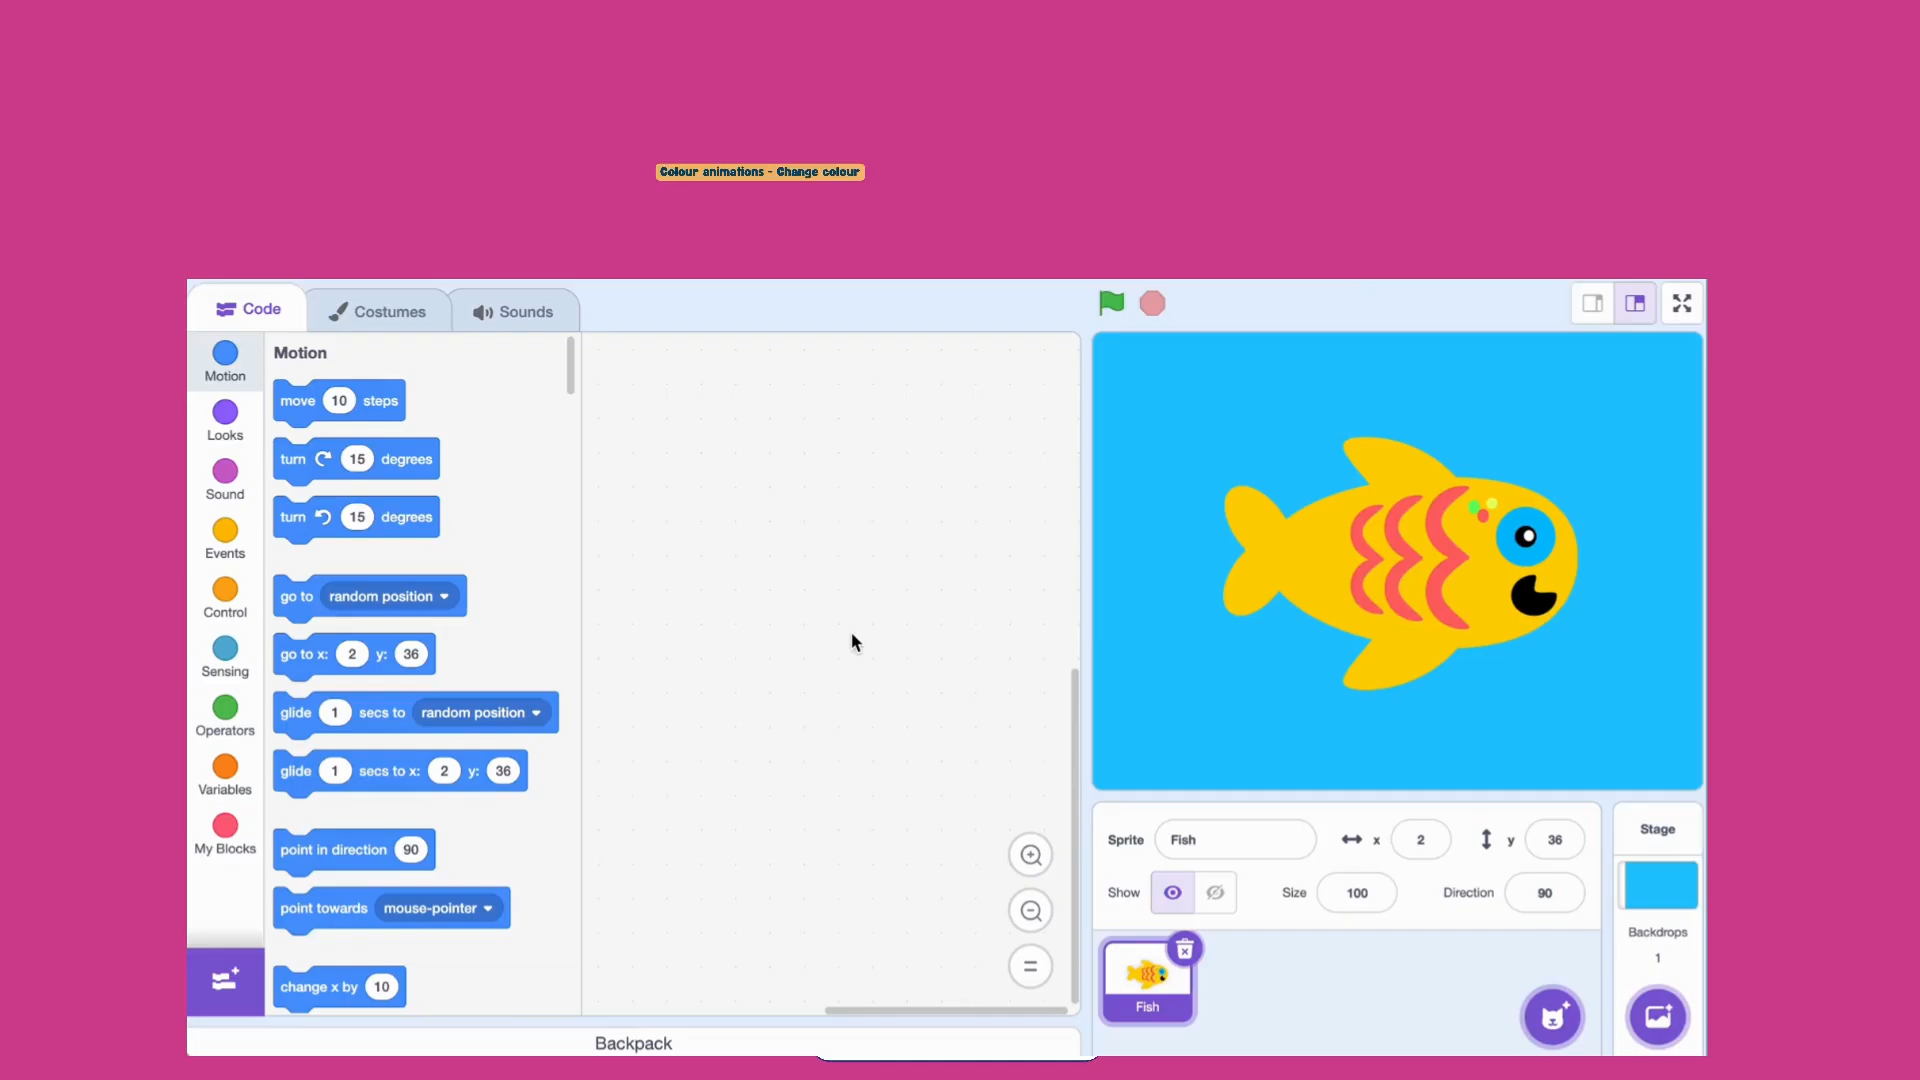 Colour animations - Change colour
Code
Costumes
Sounds
Motion
Looks
Sound
Events
Control
Sensing
Operators
Variables
My Blocks
Motion
move 10 steps
turn 15 degrees
turn 15 degrees
go to random position
go to x: 2 y: 36
glide 1 secs to random position
glide 1 secs to x: 2 y: 36
point in direction 90
point towards mouse-pointer
change x by 10
Backpack
Sprite Fish x 2 y 36
Show Size 100 Direction 90
Fish
Stage
Backdrops
1